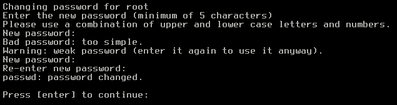 Changing password for root
Enter the new password (minimum of 5 characters)
Please use a combination of upper and lower case letters and numbers.
New password:
Bad password: too simple.
Warning: weak password (enter it again to use it anyway).
New password:
Re-enter new password:
passwd: password changed.
Press [enter] to continue: